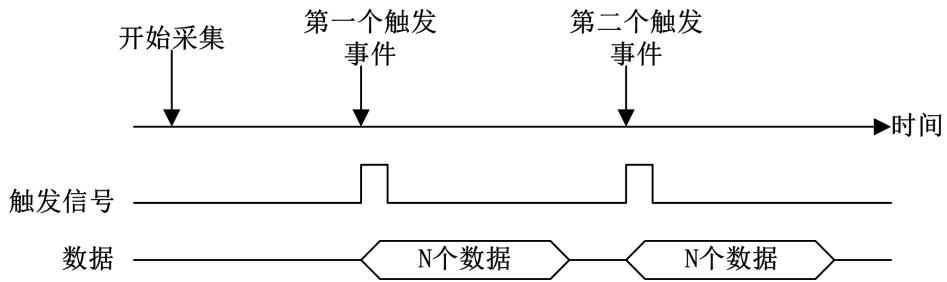 开始采集
第一个触发
事件
第二个触发
事件
时间
触发信号
数据
N个数据
N个数据